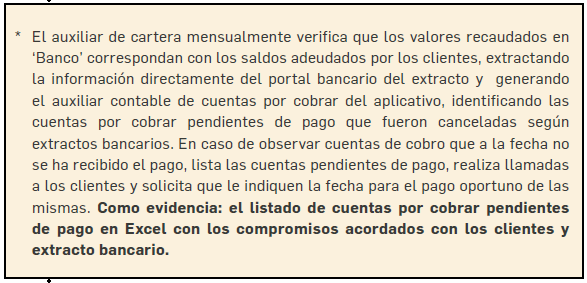 * El auxiliar de cartera mensualmente verifica que los valores recaudados en
‘Banco’ correspondan con los saldos adeudados por los clientes, extractando
la información directamente del portal bancario del extracto y generando
el auxiliar contable de cuentas por cobrar del aplicativo, identificando las
cuentas por cobrar pendientes de pago que fueron canceladas según
extractos bancarios. En caso de observar cuentas de cobro que a la fecha no
se ha recibido el pago, lista las cuentas pendientes de pago, realiza llamadas
a los clientes y solicita que le indiquen la fecha para el pago oportuno de las
mismas. Como evidencia: el listado de cuentas por cobrar pendientes
de pago en Excel con los compromisos acordados con los clientes y
extracto bancario.